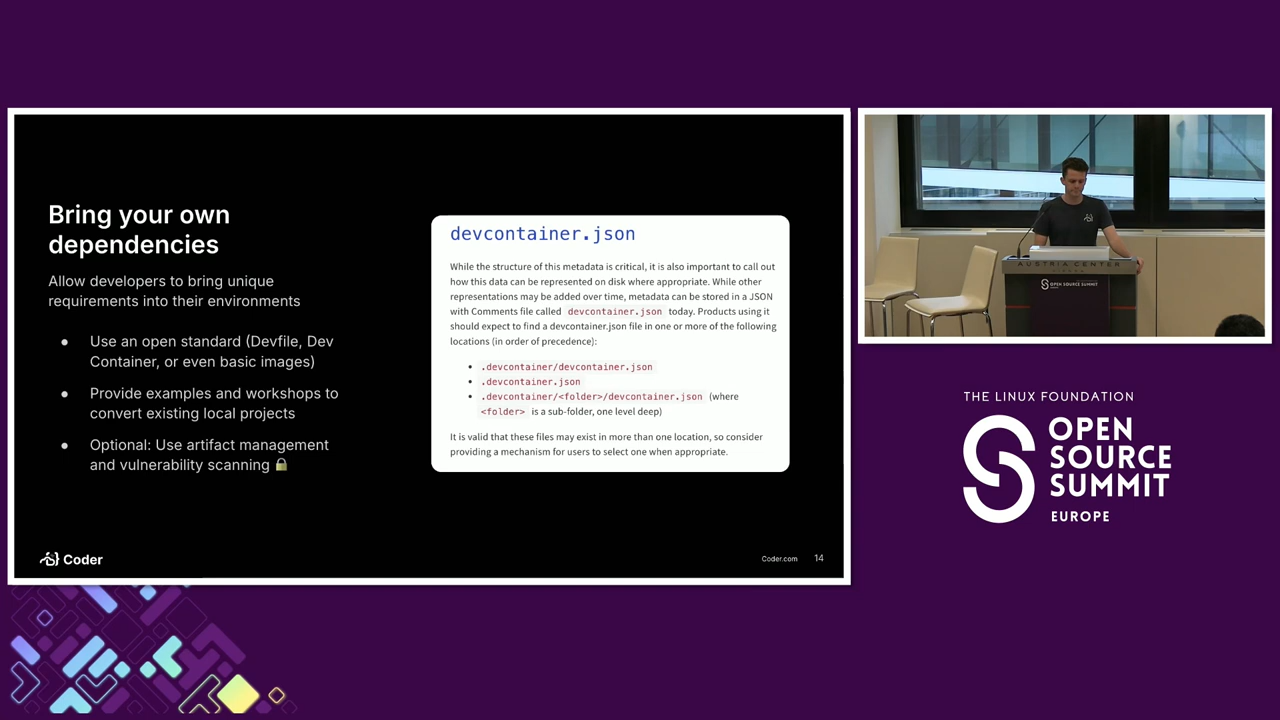 Bring your own
dependencies
Allow developers to bring unique
requirements into their environments
● Use an open standard (Devfile, Dev
Container, or even basic images)
● Provide examples and workshops to
convert existing local projects
● Optional: Use artifact management
and vulnerability scanning 🔒
devcontainer.json
While the structure of this metadata is critical, it is also important to call out
how this data can be represented on disk where appropriate. While other
representations may be added over time, metadata can be stored in a JSON
with Comments file called devcontainer.json today. Products using it
should expect to find a devcontainer.json file in one or more of the following
locations (in order of precedence):
• .devcontainer/devcontainer.json
• .devcontainer.json
• .devcontainer/<folder>/devcontainer.json (where
<folder> is a sub-folder, one level deep)
It is valid that these files may exist in more than one location, so consider
providing a mechanism for users to select one when appropriate.
Coder
Coder.com 14
AUSTRIA CENTER
OPEN SOURCE SUMMIT
THE LINUX FOUNDATION
OPEN
SOURCE
SUMMIT
EUROPE